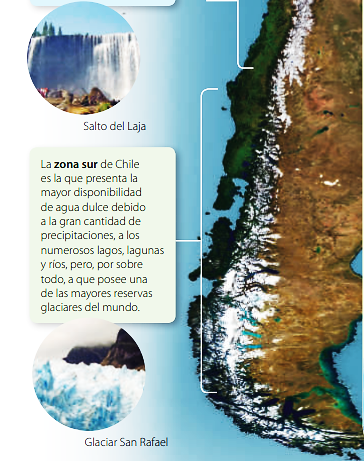 Salto del Laja
La zona sur de Chile
es la que presenta la
mayor disponibilidad
de agua dulce debido
a la gran cantidad de
precipitaciones, a los
numerosos lagos, lagunas
y ríos, pero, por sobre
todo, a que posee una
de las mayores reservas
glaciares del mundo.
Glaciar San Rafael